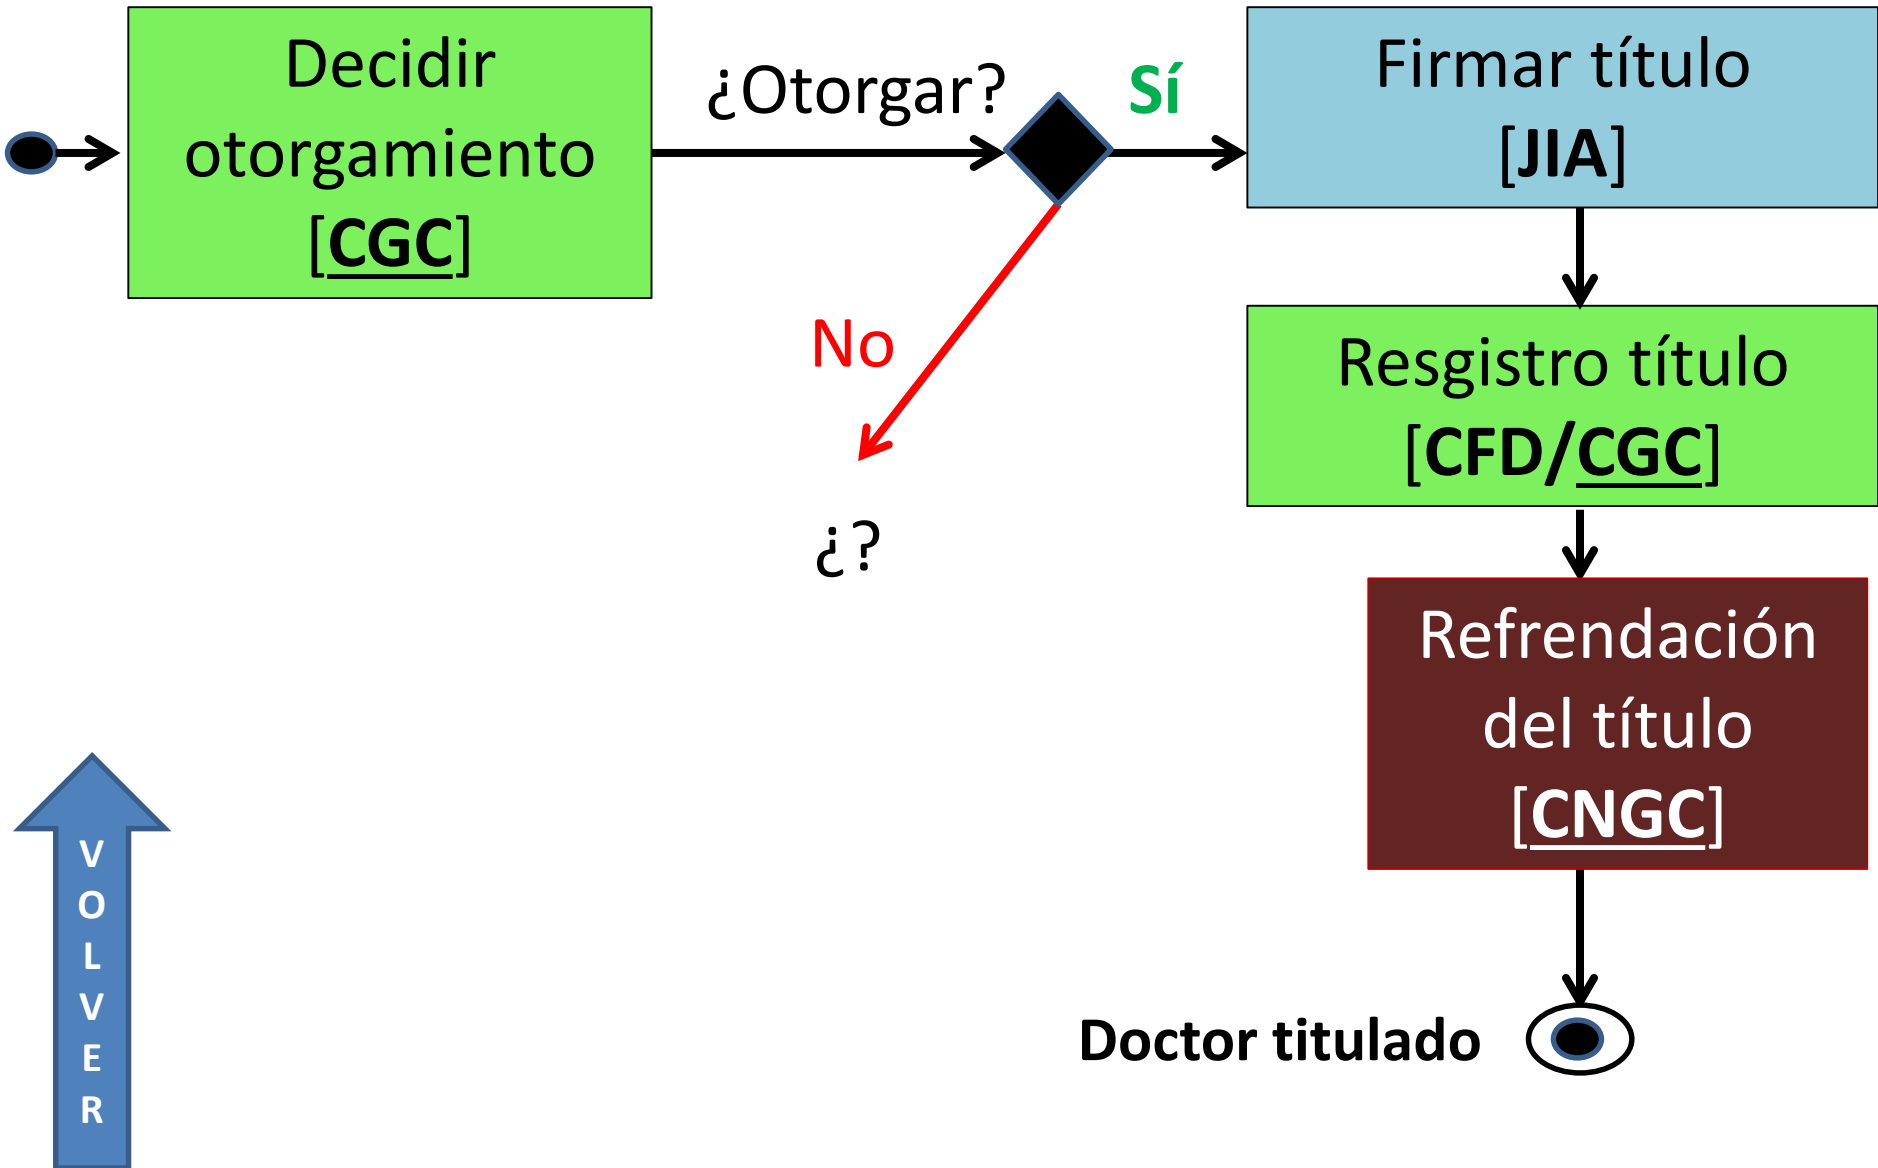 Decidir
otorgamiento
[CGC]
¿Otorgar?
Sí
Firmar título
[JIA]
No
¿?
Resgistro título
[CFD/CGC]
Refrendación
del título
[CNGC]
Doctor titulado
V
O
L
V
E
R